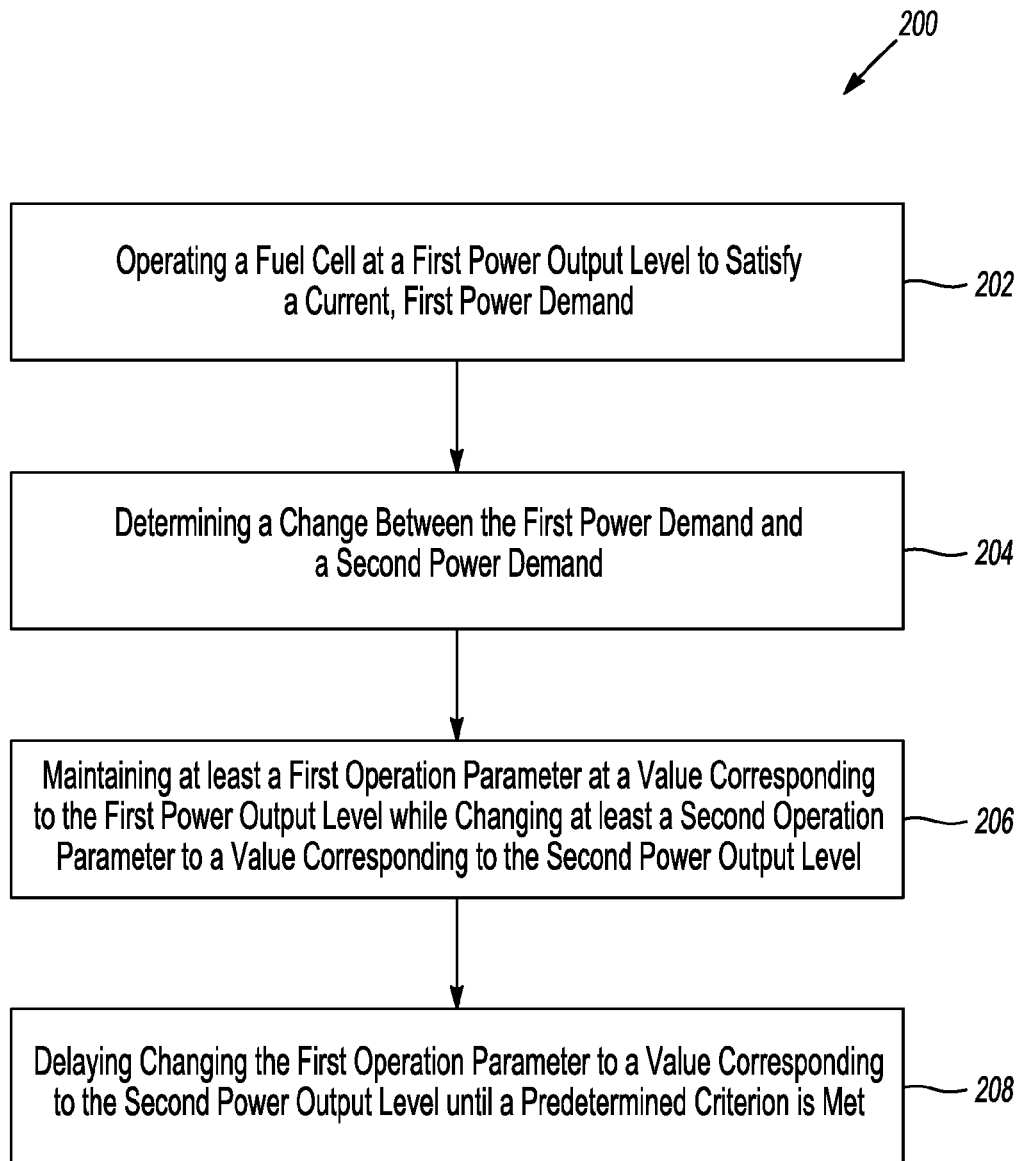 200
Operating a Fuel Cell at a First Power Output Level to Satisfy
a Current, First Power Demand
202
Determining a Change Between the First Power Demand and
a Second Power Demand
204
Maintaining at least a First Operation Parameter at a Value Corresponding
to the First Power Output Level while Changing at least a Second Operation
Parameter to a Value Corresponding to the Second Power Output Level
206
Delaying Changing the First Operation Parameter to a Value Corresponding
to the Second Power Output Level until a Predetermined Criterion is Met
208